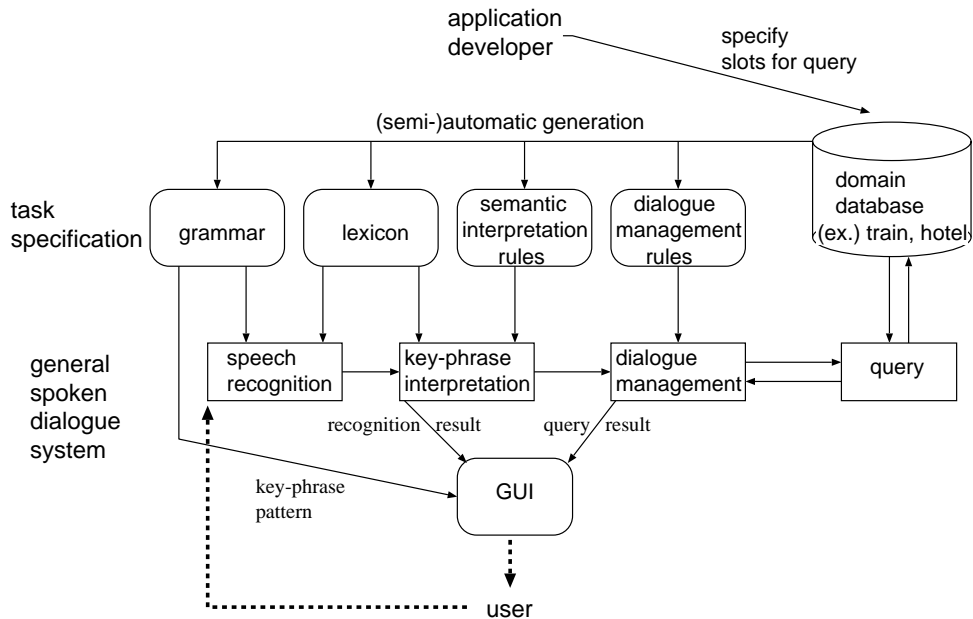 application
developer
specify
slots for query
(semi-)automatic generation
task
specification
grammar
lexicon
semantic
interpretation
rules
dialogue
management
rules
domain
database
(ex.) train, hotel
general
spoken
dialogue
system
speech
recognition
key-phrase
interpretation
dialogue
management
query
recognition result
query result
key-phrase
pattern
GUI
user